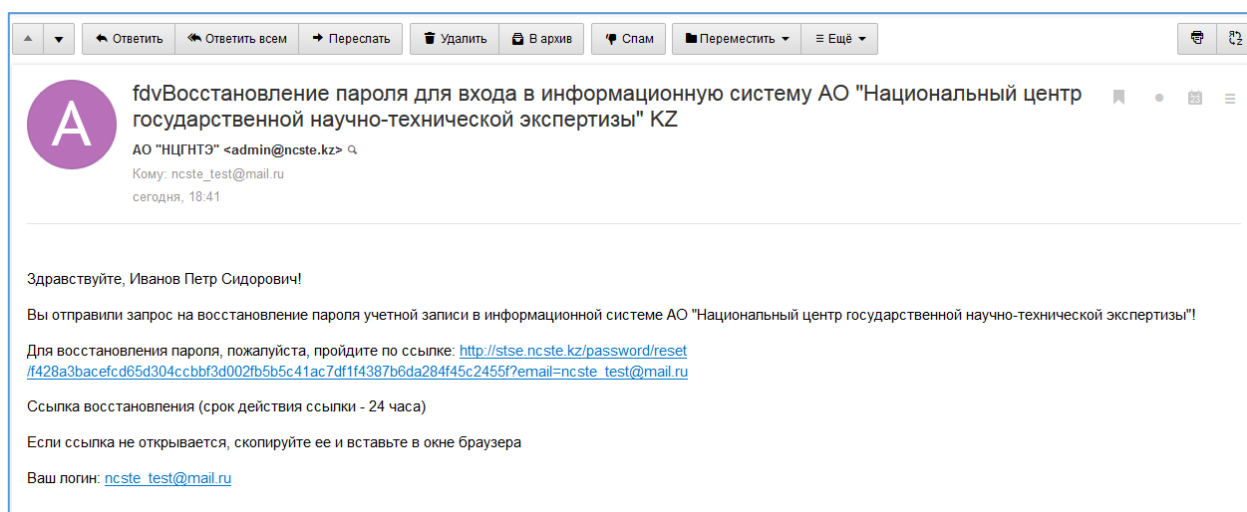 Ответить Ответить всем Переслать Удалить В архив Спам Переместить Ещё
А
fdvВосстановление пароля для входа в информационную систему АО "Национальный центр
государственной научно-технической экспертизы" KZ
23
АО "НЦГНТЭ" <admin@ncste.kz>
Кому: ncste_test@mail.ru
сегодня, 18:41
Здравствуйте, Иванов Петр Сидорович!
Вы отправили запрос на восстановление пароля учетной записи в информационной системе АО "Национальный центр государственной научно-технической экспертизы"!
Для восстановления пароля, пожалуйста, пройдите по ссылке: http://stse.ncste.kz/password/reset
/f428a3bacefcd65d304ccbbf3d002fb5b5c41ac7df1f4387b6da284f45c2455f?email=ncste_test@mail.ru
Ссылка восстановления (срок действия ссылки - 24 часа)
Если ссылка не открывается, скопируйте ее и вставьте в окне браузера
Ваш логин: ncste_test@mail.ru